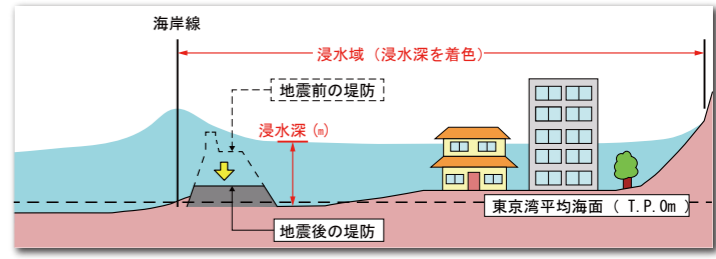 海岸線
浸水域（浸水深を着色）
地震前の堤防
浸水深（m）
東京湾平均海面（ T.P.0m ）
地震後の堤防